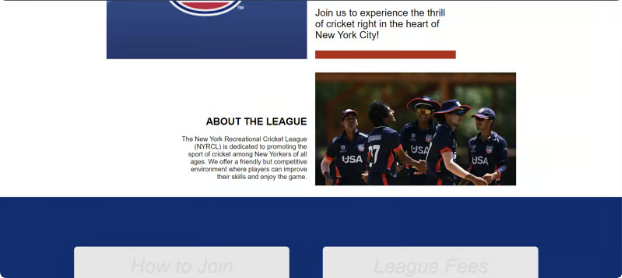 Join us to experience the thrill
of cricket right in the heart of
New York City!
ABOUT THE LEAGUE
The New York Recreational Cricket League
(NYRCL) is dedicated to promoting the
sport of cricket among New Yorkers of all
ages. We offer a friendly but competitive
environment where players can improve
their skills and enjoy the game.
USA
7
USA
USA
How to Join
League Fees